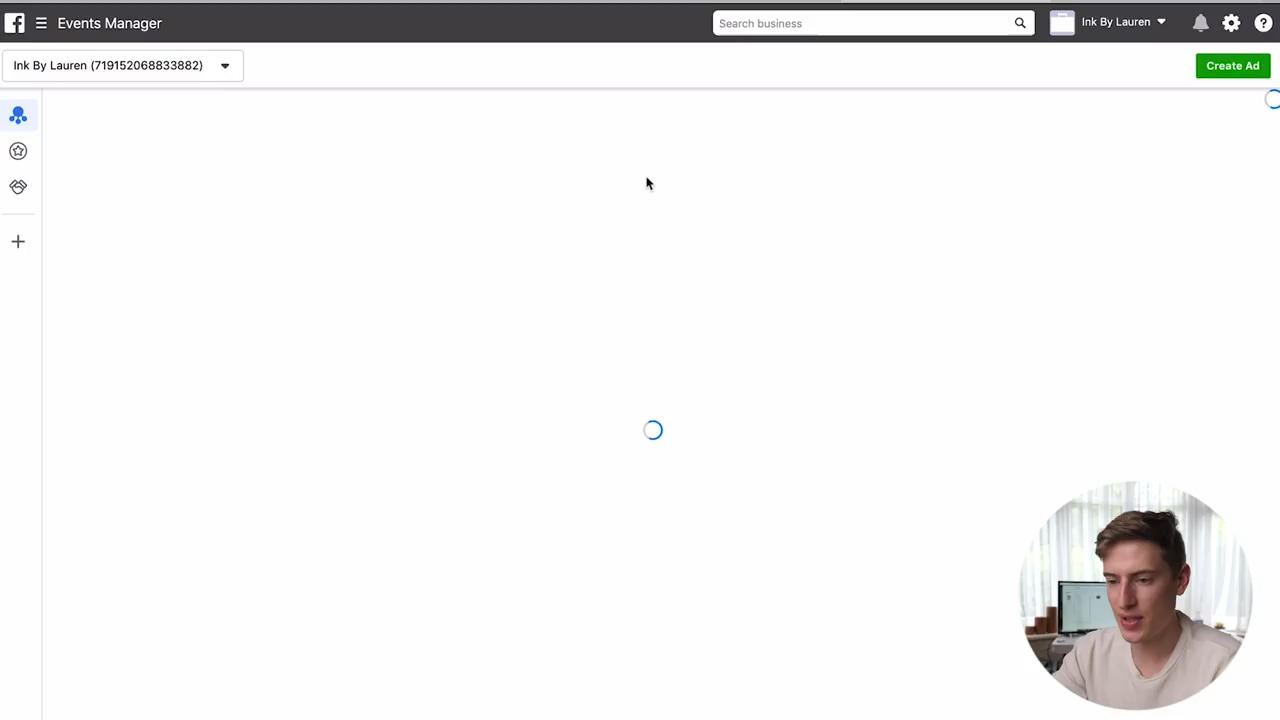 Events Manager
Search business
Ink By Lauren
Ink By Lauren (719152068833882)
Create Ad